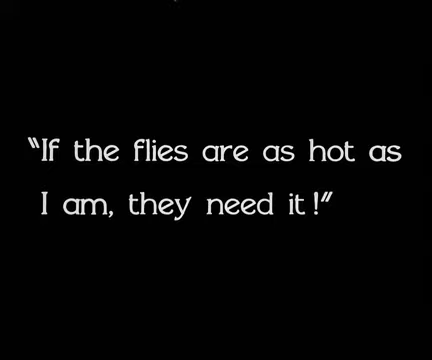 “If the flies are as hot as
I am, they need it!”